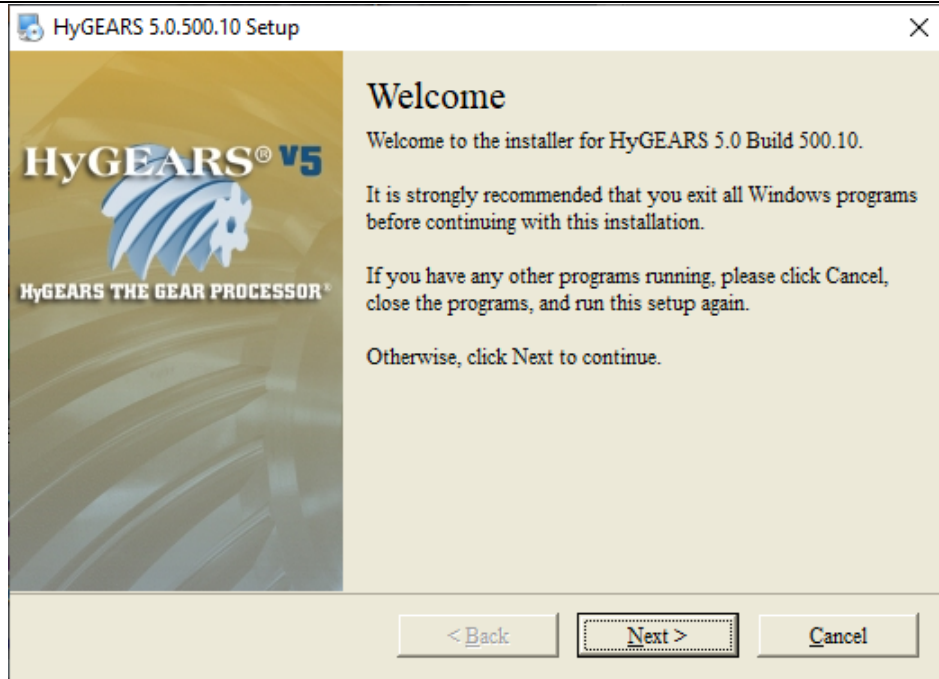 HyGEARS 5.0.500.10 Setup
HyGEARS® V5
HyGEARS THE GEAR PROCESSOR®
Welcome
Welcome to the installer for HyGEARS 5.0 Build 500.10.
It is strongly recommended that you exit all Windows programs
before continuing with this installation.
If you have any other programs running, please click Cancel,
close the programs, and run this setup again.
Otherwise, click Next to continue.
< Back
Next >
Cancel